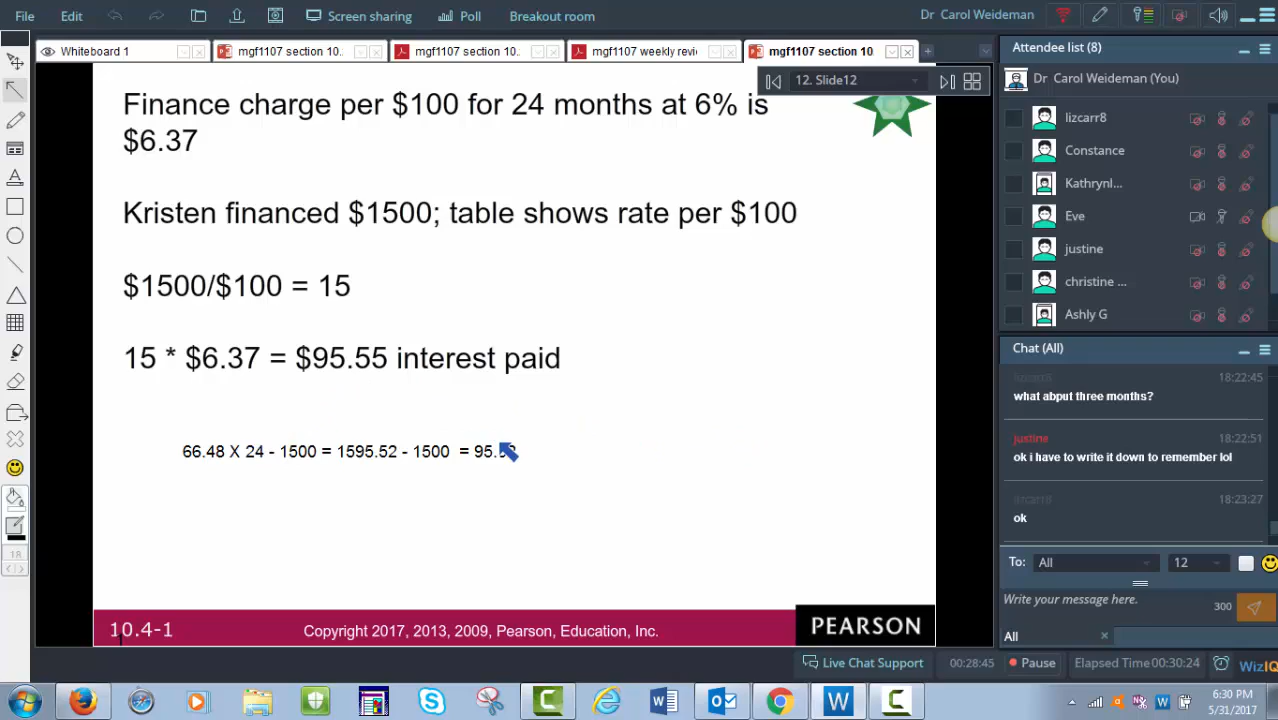 File
Edit
Screen sharing
Poll
Breakout room
Dr Carol Weideman
Whiteboard 1
mgf1107 section 10..
mgf1107 section 10..
mgf1107 weekly revi
mgf1107 section 10
12. Slide12
Finance charge per $100 for 24 months at 6% is
$6.37
Kristen financed $1500; table shows rate per $100
$1500/$100 = 15
15 * $6.37 = $95.55 interest paid
66.48 X 24 - 1500 = 1595.52 - 1500 =
18
10.4-1
Copyright 2017, 2013, 2009, Pearson, Education, Inc.
PEARSON
Attendee list (8)
Dr Carol Weideman (You)
lizcarr8
Constance
Kathrynl...
Eve
justine
christine ...
Ashly G
Chat (All)
lizcarr8 18:22:45
what abput three months?
justine 18:22:51
ok i have to write it down to remember lol
lizcarr8 18:23:27
ok
To: All 12
Write your message here. 300
All
Live Chat Support
00:28:45
Pause
Elapsed Time 00:30:24
WizIQ
6:30 PM
5/31/2017